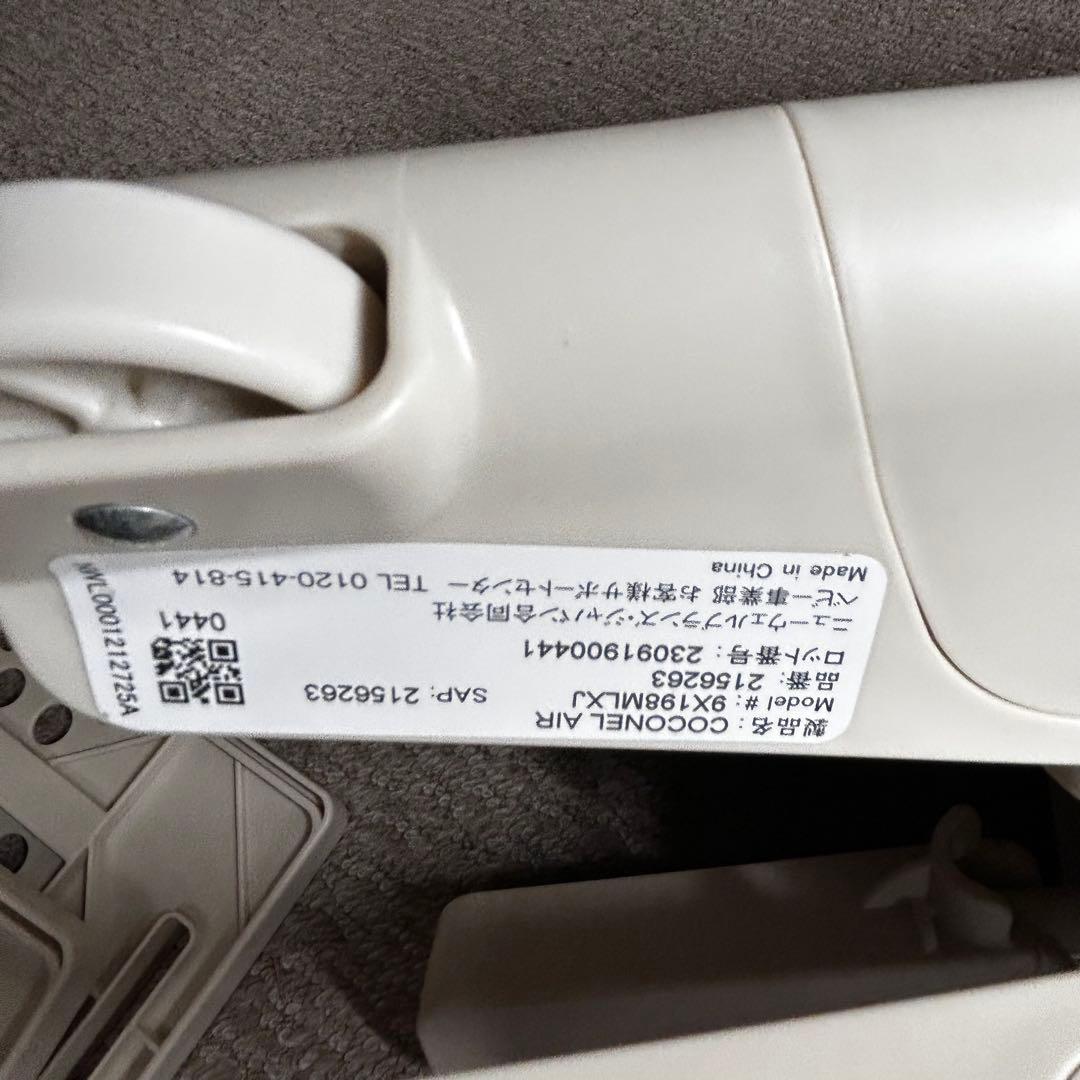 製品名：COCONEL AIR
Model #: 9X198MLXJ
品番：2156263
SAP: 2156263
ロット番号：23091900441
ニューウェルブランズ・ジャパン合同会社
ベビー事業部 お客様サポートセンター TEL 0120-415-814
Made in China
0441
NWL0001212725A